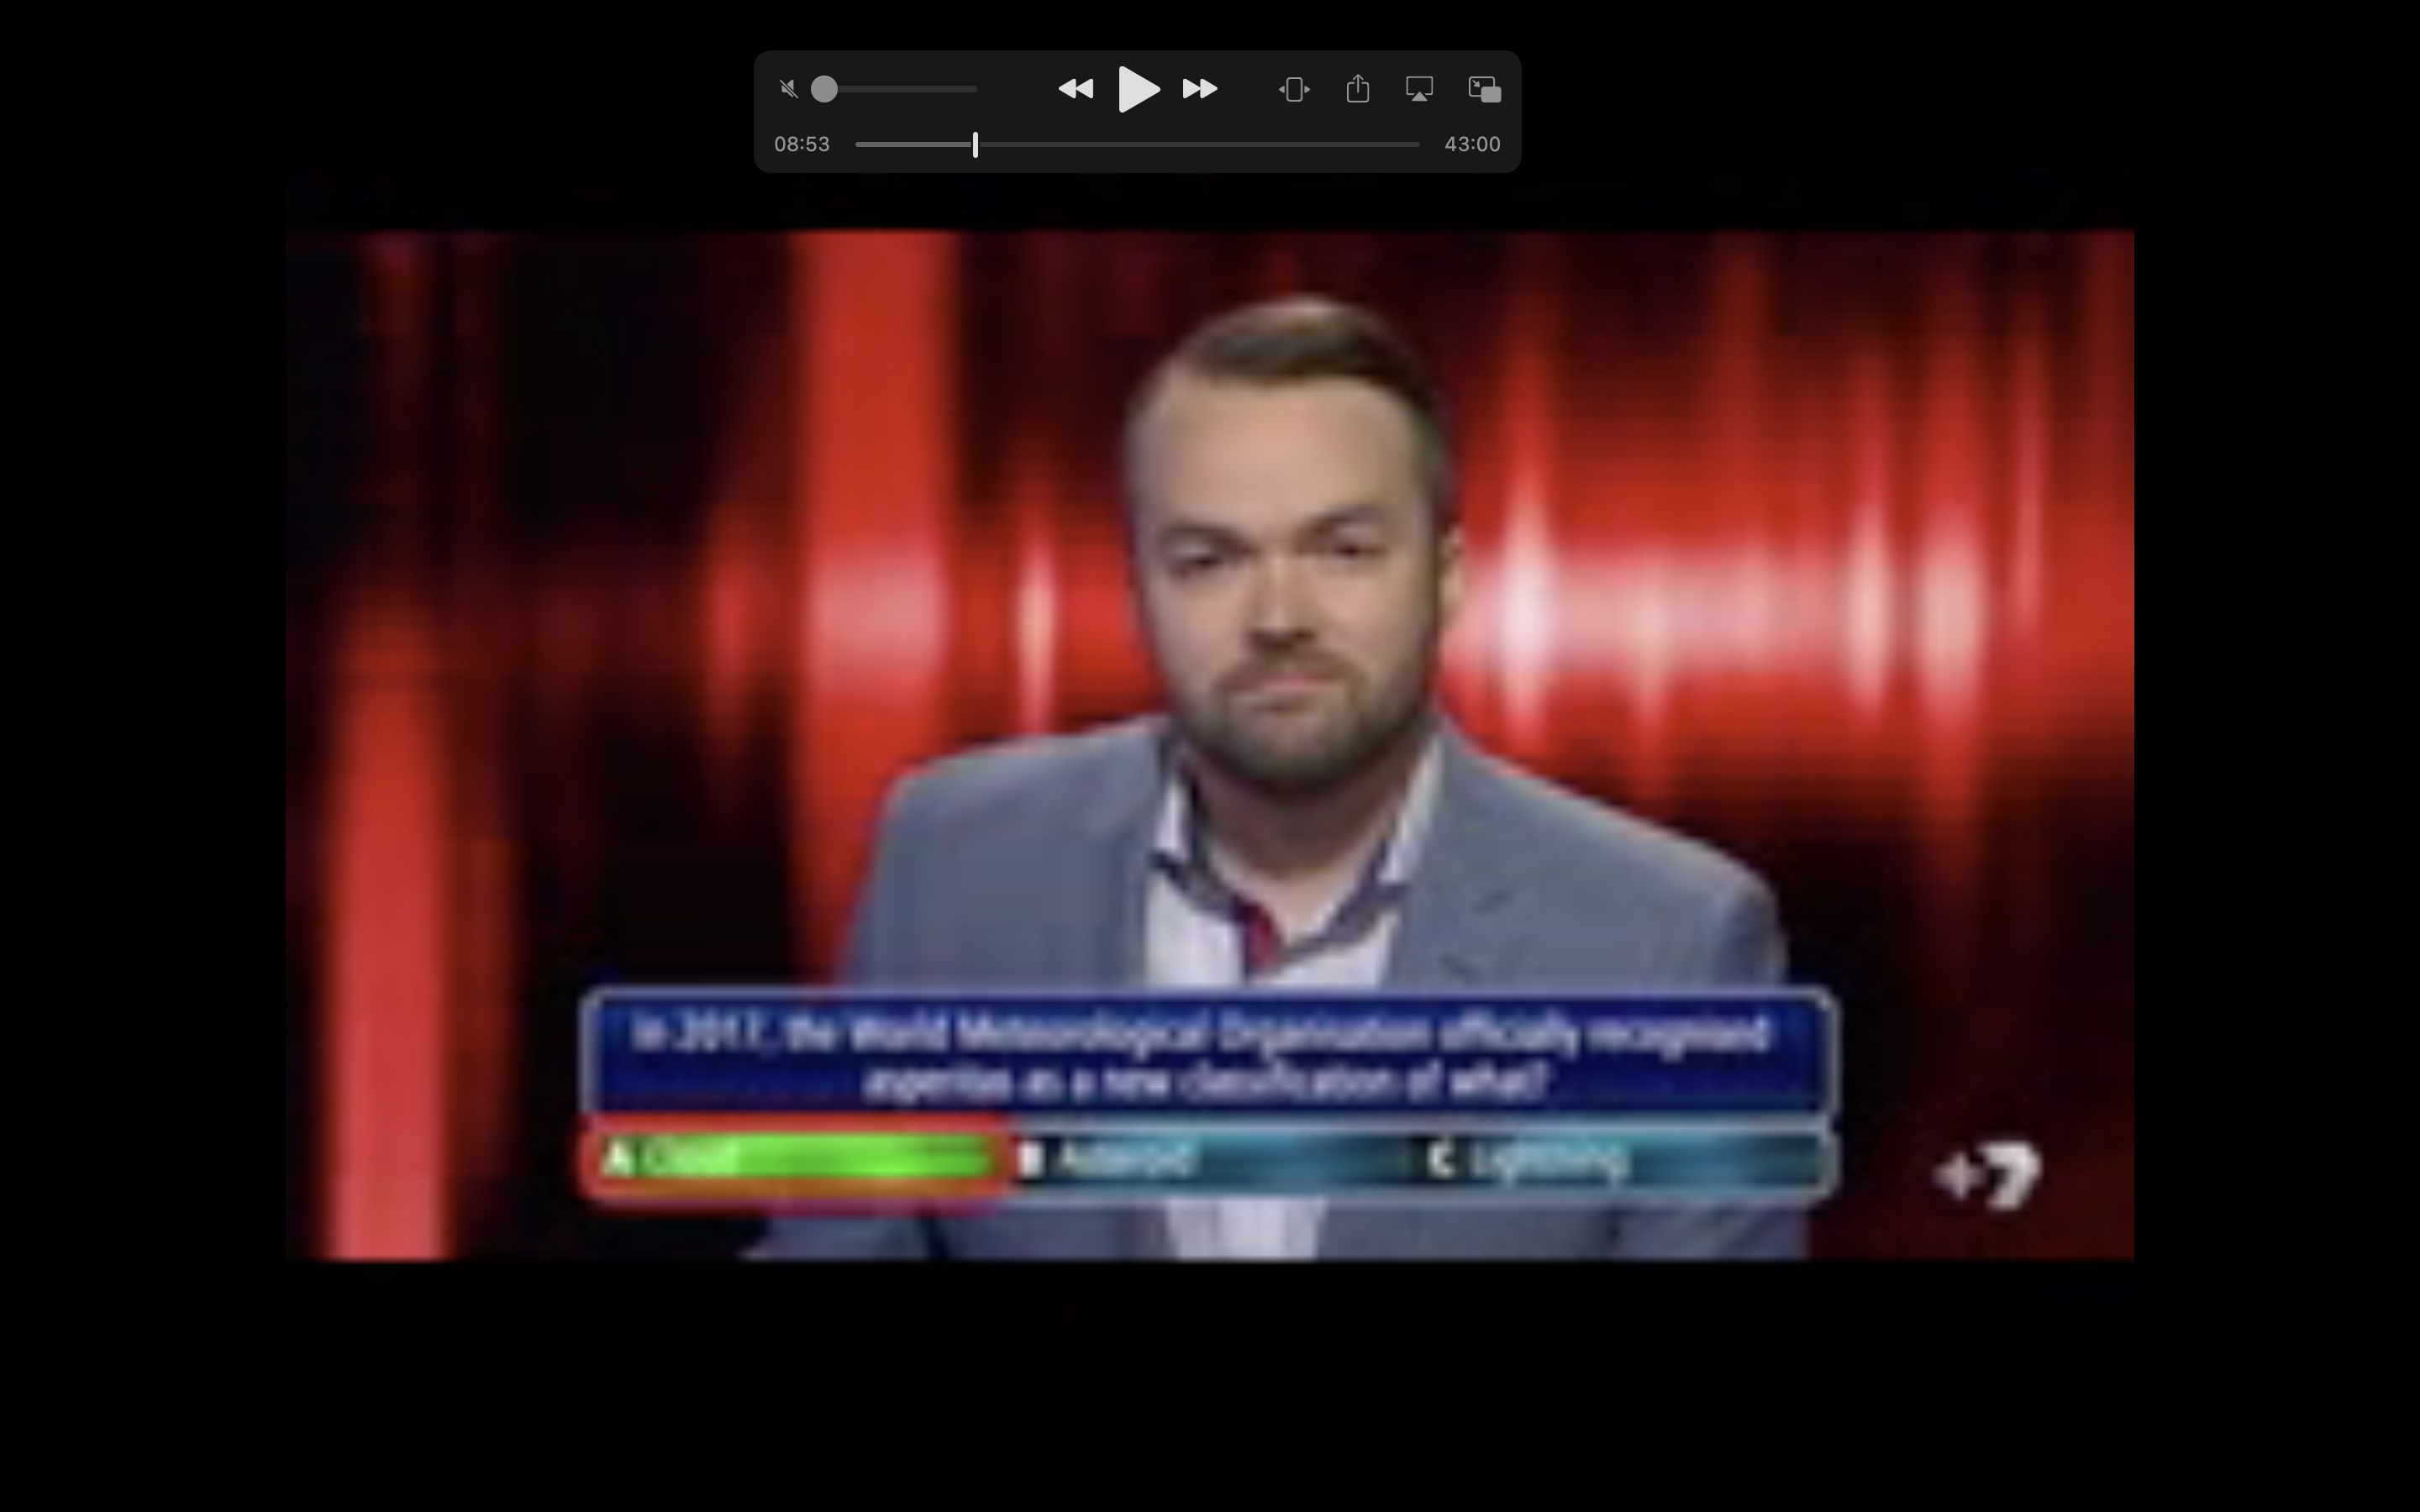 08:53
43:00
In 2017, the World Meteorological Organisation officially recognised
asperitas as a new classification of what?
A Cloud B Asteroid C Lightning
+7